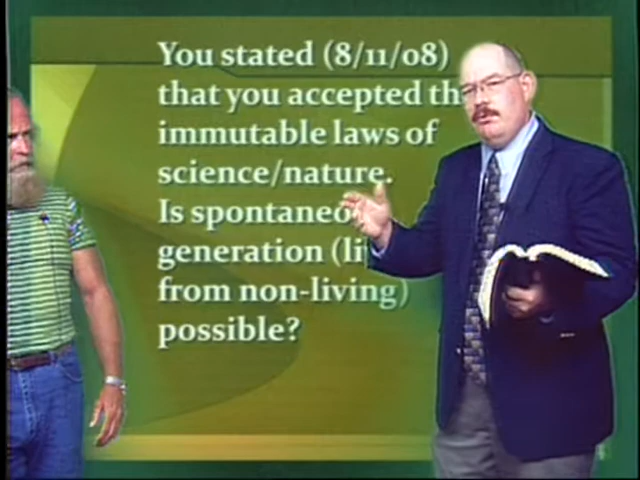 You stated (8/11/08)
that you accepted th
immutable laws of
science/nature.
Is spontaneo
generation (li
from non-living)
possible?